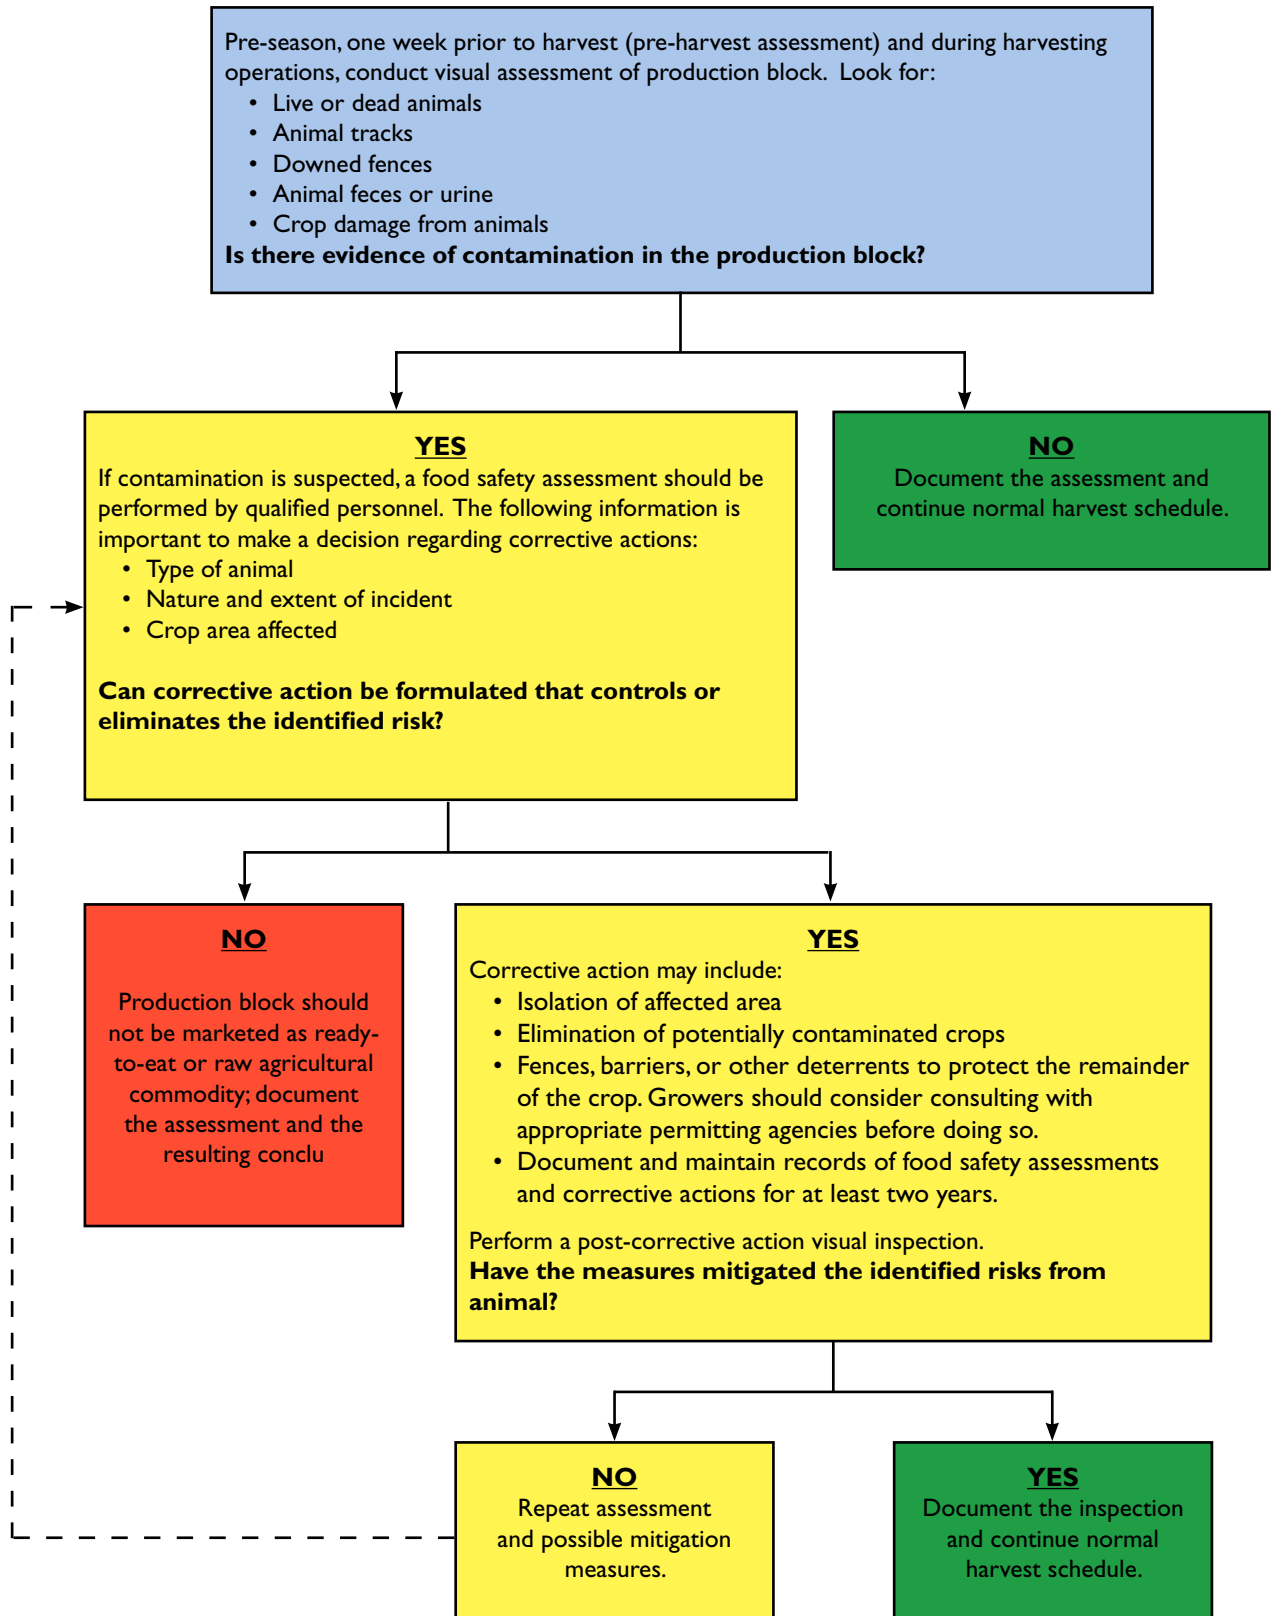 Pre-season, one week prior to harvest (pre-harvest assessment) and during harvesting
operations, conduct visual assessment of production block.  Look for:
• Live or dead animals
• Animal tracks
• Downed fences
• Animal feces or urine
• Crop damage from animals
Is there evidence of contamination in the production block?
YES
If contamination is suspected, a food safety assessment should be
performed by qualified personnel.  The following information is
important to make a decision regarding corrective actions:
• Type of animal
• Nature and extent of incident
• Crop area affected
Can corrective action be formulated that controls or
eliminates the identified risk?
NO
Document the assessment and
continue normal harvest schedule.
NO
Production block should
not be marketed as ready-
to-eat or raw agricultural
commodity; document
the assessment and the
resulting conclu
YES
Corrective action may include:
• Isolation of affected area
• Elimination of potentially contaminated crops
• Fences, barriers, or other deterrents to protect the remainder
of the crop. Growers should consider consulting with
appropriate permitting agencies before doing so.
• Document and maintain records of food safety assessments
and corrective actions for at least two years.
Perform a post-corrective action visual inspection.
Have the measures mitigated the identified risks from
animal?
NO
Repeat assessment
and possible mitigation
measures.
YES
Document the inspection
and continue normal
harvest schedule.